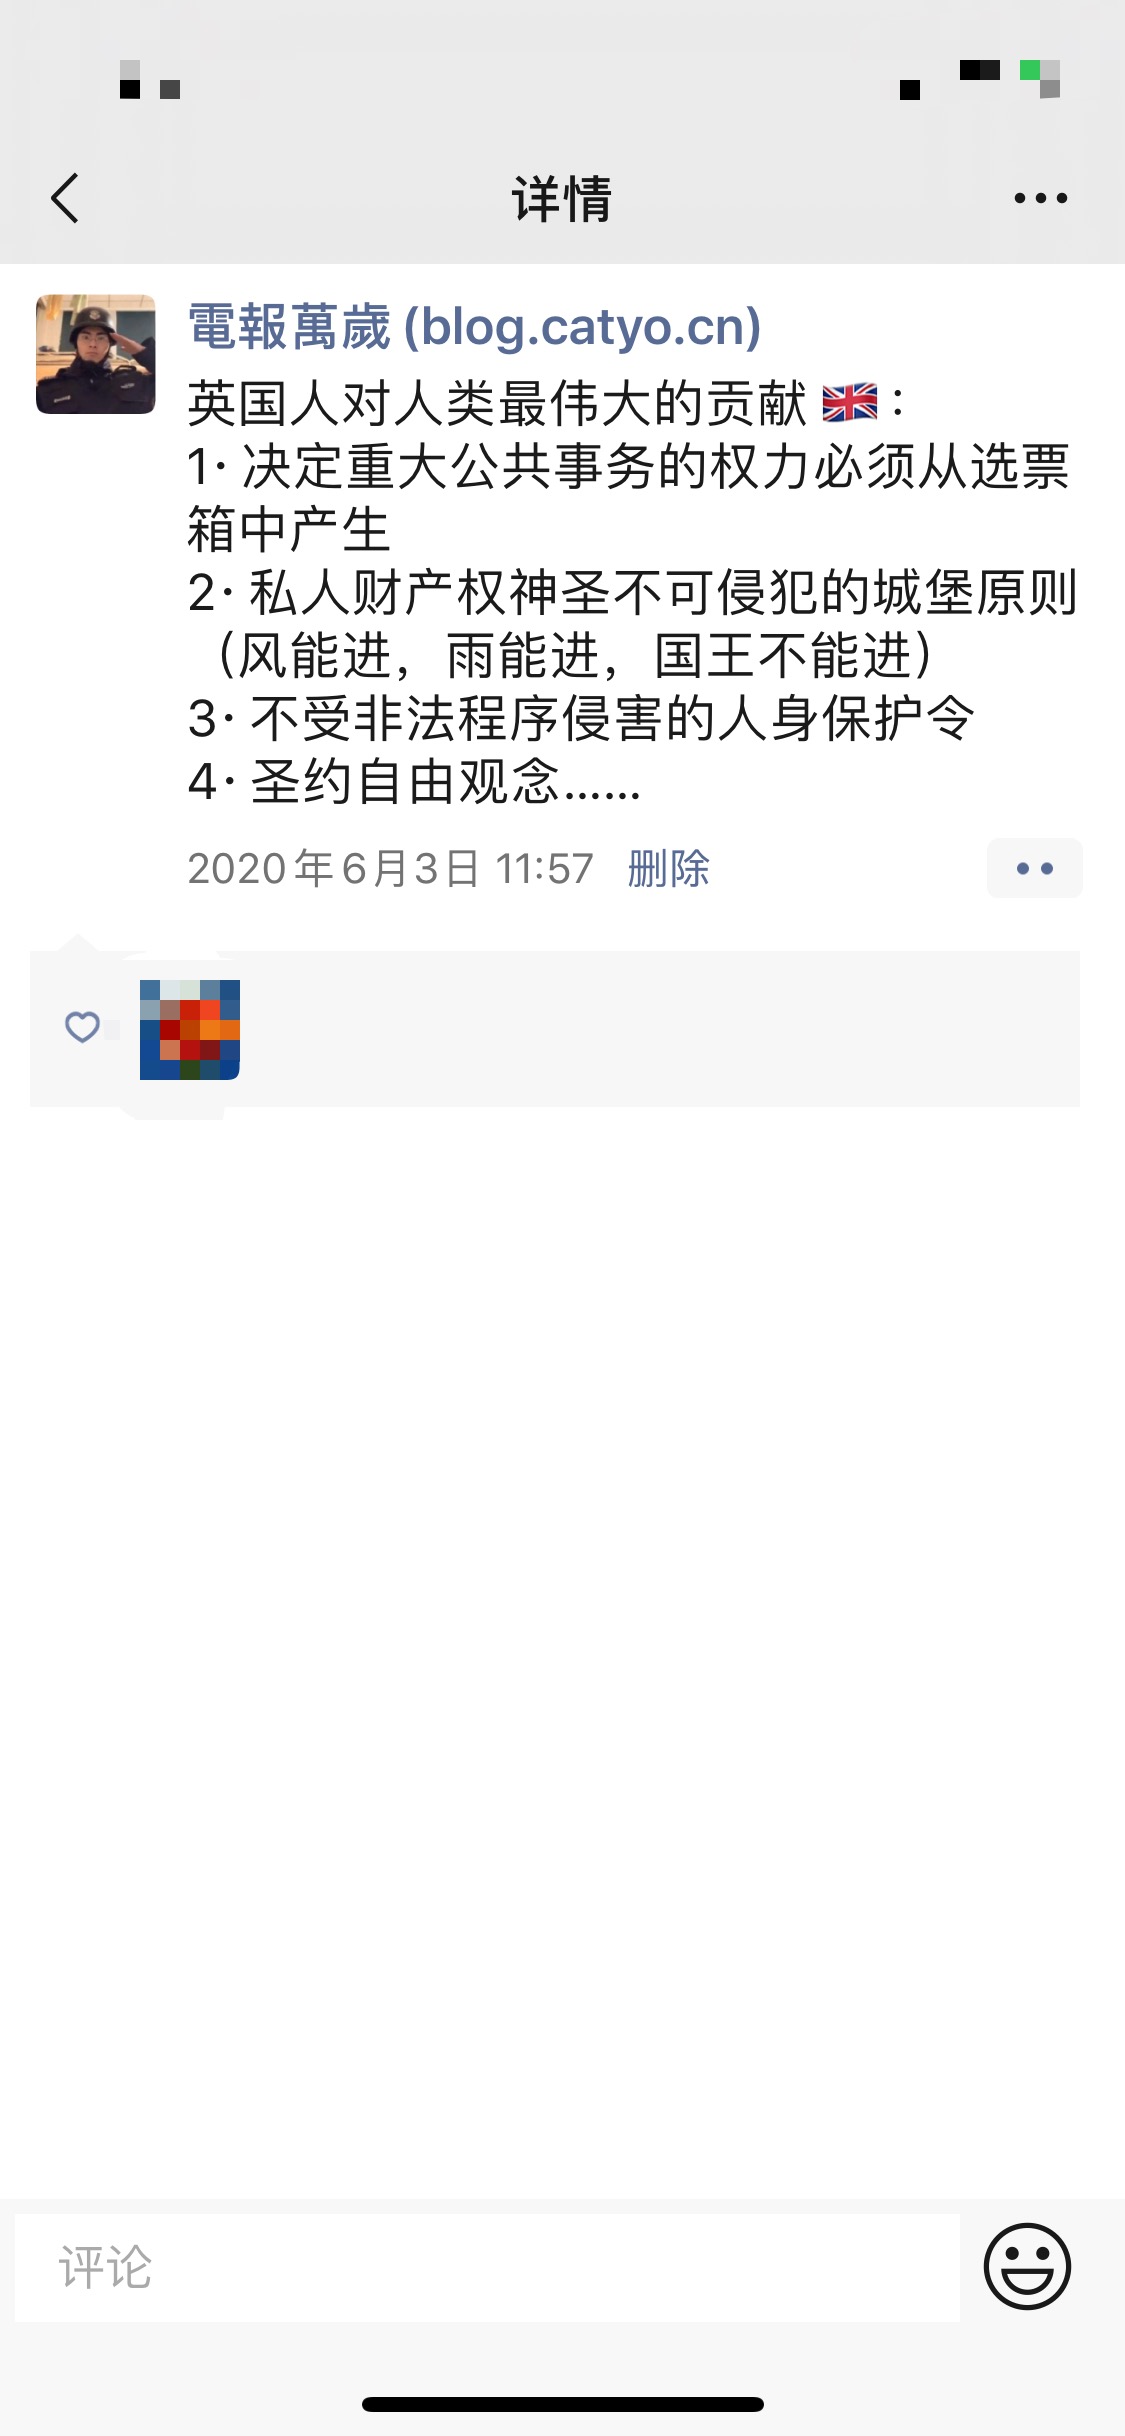 详情
電報萬歲 (blog.catyo.cn)
英国人对人类最伟大的贡献 🇬🇧：
1· 决定重大公共事务的权力必须从选票
箱中产生
2· 私人财产权神圣不可侵犯的城堡原则
（风能进，雨能进，国王不能进）
3· 不受非法程序侵害的人身保护令
4· 圣约自由观念……
2020年6月3日 11:57 删除
评论